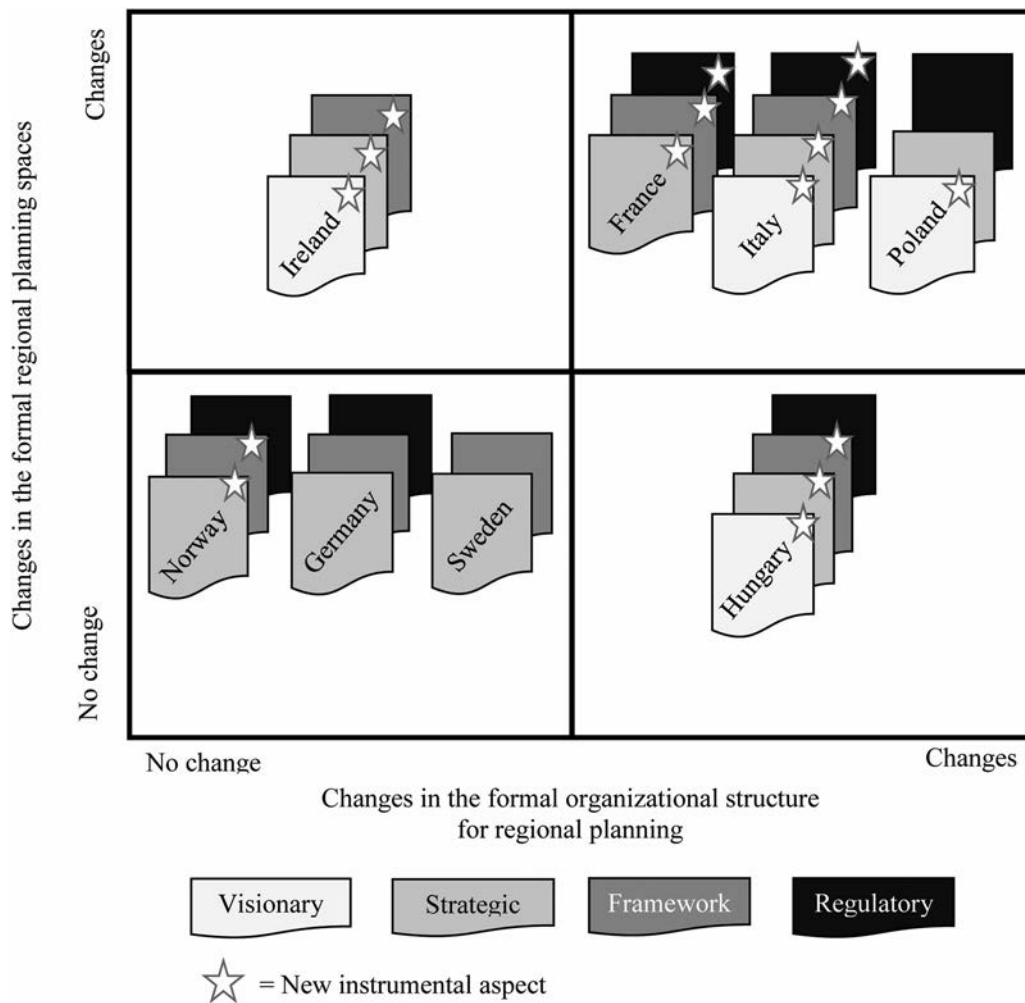 Changes in the formal regional planning spaces
Changes
No change
Ireland
France
Italy
Poland
Norway
Germany
Sweden
Hungary
No change
Changes
Changes in the formal organizational structure
for regional planning
Visionary
Strategic
Framework
Regulatory
= New instrumental aspect